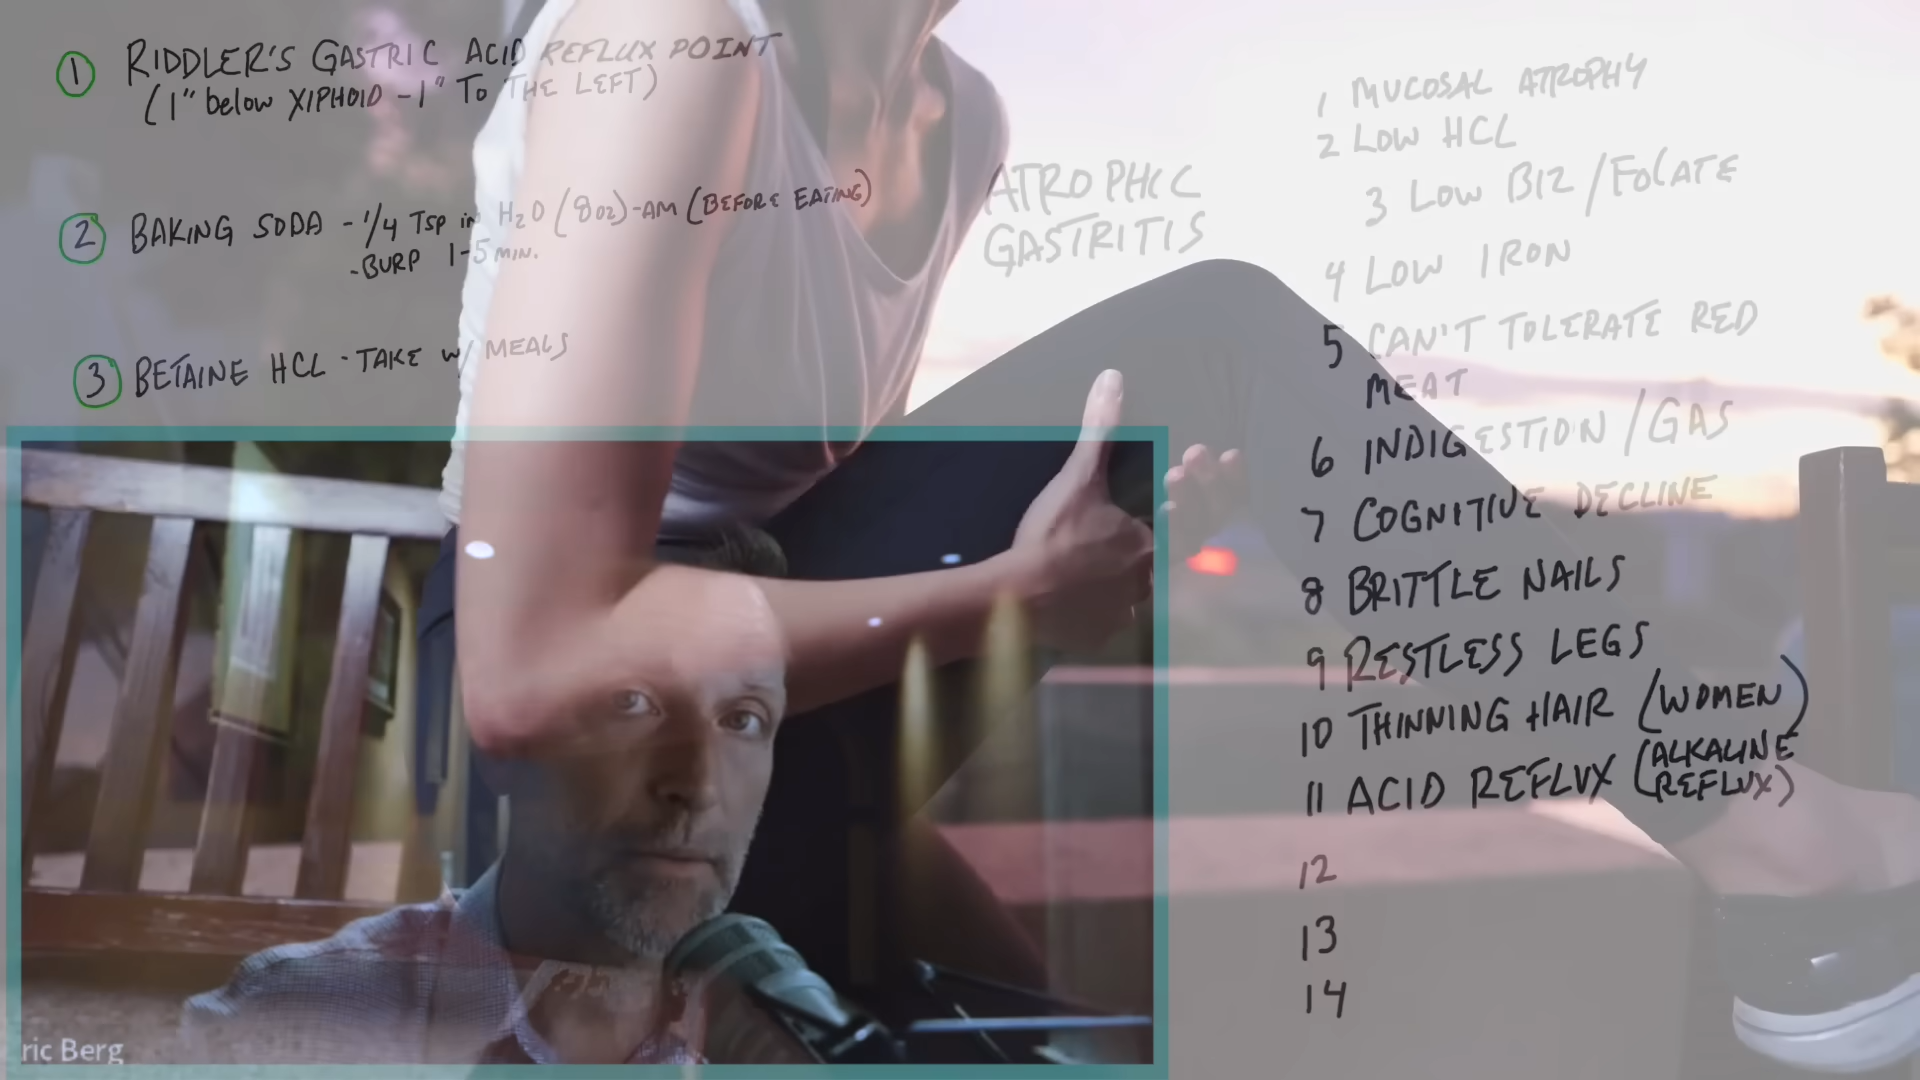 1 RIDDLER'S GASTRIC ACID REFLUX POINT
(1" below XIPHOID - 1" TO THE LEFT)
2 BAKING SODA - 1/4 TSP in H2O (8oz) - AM (BEFORE EATING)
- BURP 1-5 MIN.
3 BETAINE HCL - TAKE W/ MEALS
ATROPHIC
GASTRITIS
1 MUCOSAL ATROPHY
2 LOW HCL
3 LOW B12/FOLATE
4 LOW IRON
5 CAN'T TOLERATE RED
MEAT
6 INDIGESTION/GAS
7 COGNITIVE DECLINE
8 BRITTLE NAILS
9 RESTLESS LEGS
10 THINNING HAIR (WOMEN)
11 ACID REFLUX (ALKALINE
REFLUX)
12
13
14
ric Berg